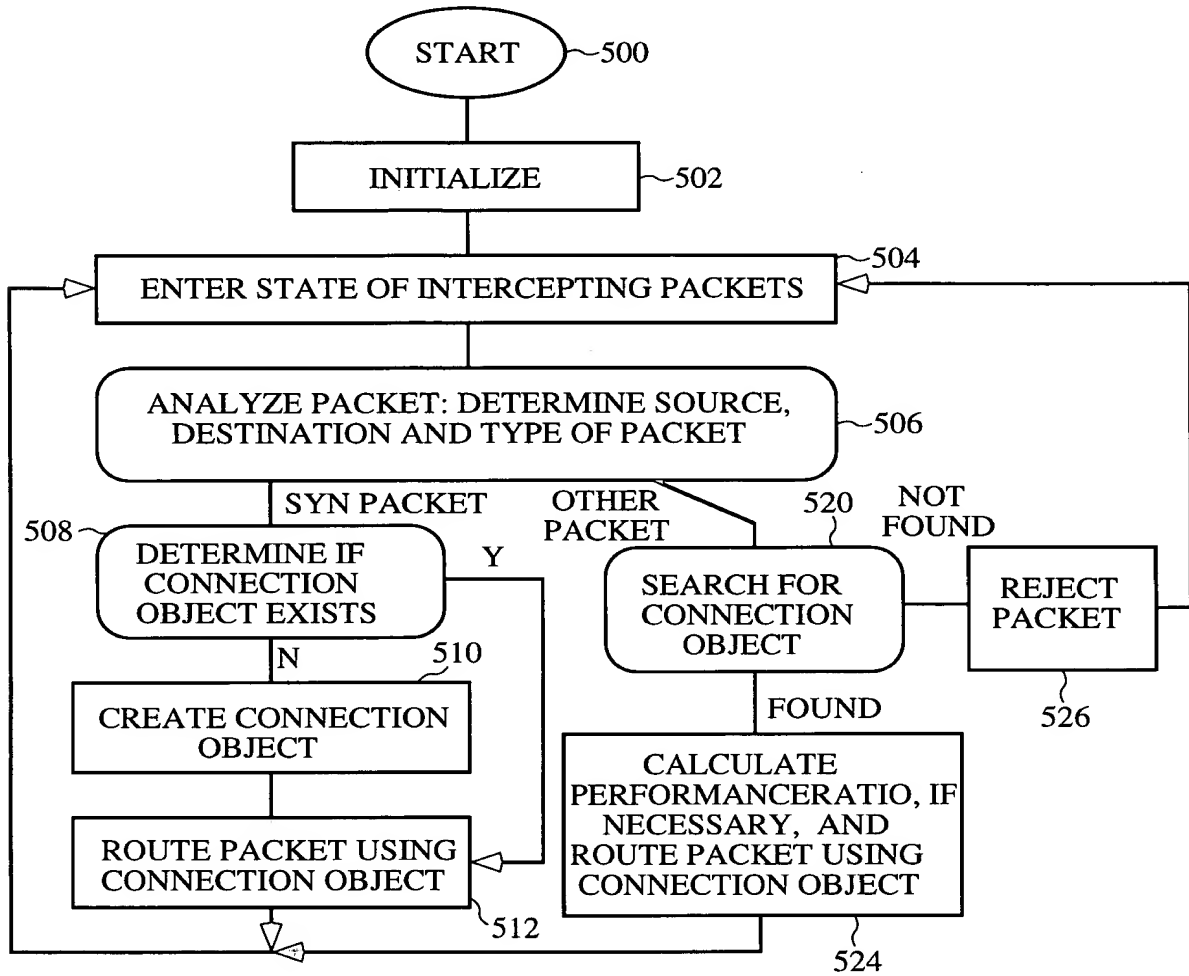 START
500
INITIALIZE
502
504
ENTER STATE OF INTERCEPTING PACKETS
ANALYZE PACKET: DETERMINE SOURCE,
DESTINATION AND TYPE OF PACKET
506
SYN PACKET
OTHER
PACKET
520
NOT
FOUND
508
DETERMINE IF
CONNECTION
OBJECT EXISTS
Y
SEARCH FOR
CONNECTION
OBJECT
REJECT
PACKET
526
N
510
CREATE CONNECTION
OBJECT
FOUND
CALCULATE
PERFORMANCERATIO, IF
NECESSARY, AND
ROUTE PACKET USING
CONNECTION OBJECT
524
ROUTE PACKET USING
CONNECTION OBJECT
512